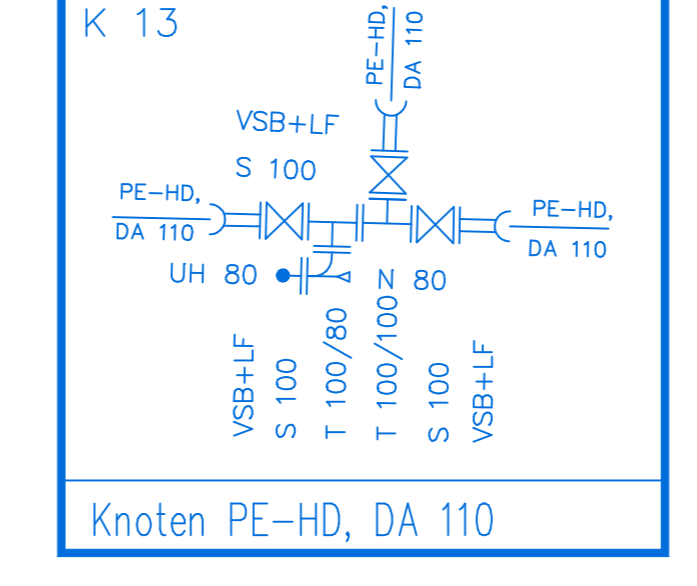 K 13
PE-HD,
DA 110
VSB+LF
S 100
PE-HD,
DA 110
PE-HD,
DA 110
UH 80
N 80
VSB+LF
S 100
T 100/80
T 100/100
S 100
VSB+LF
Knoten PE-HD, DA 110